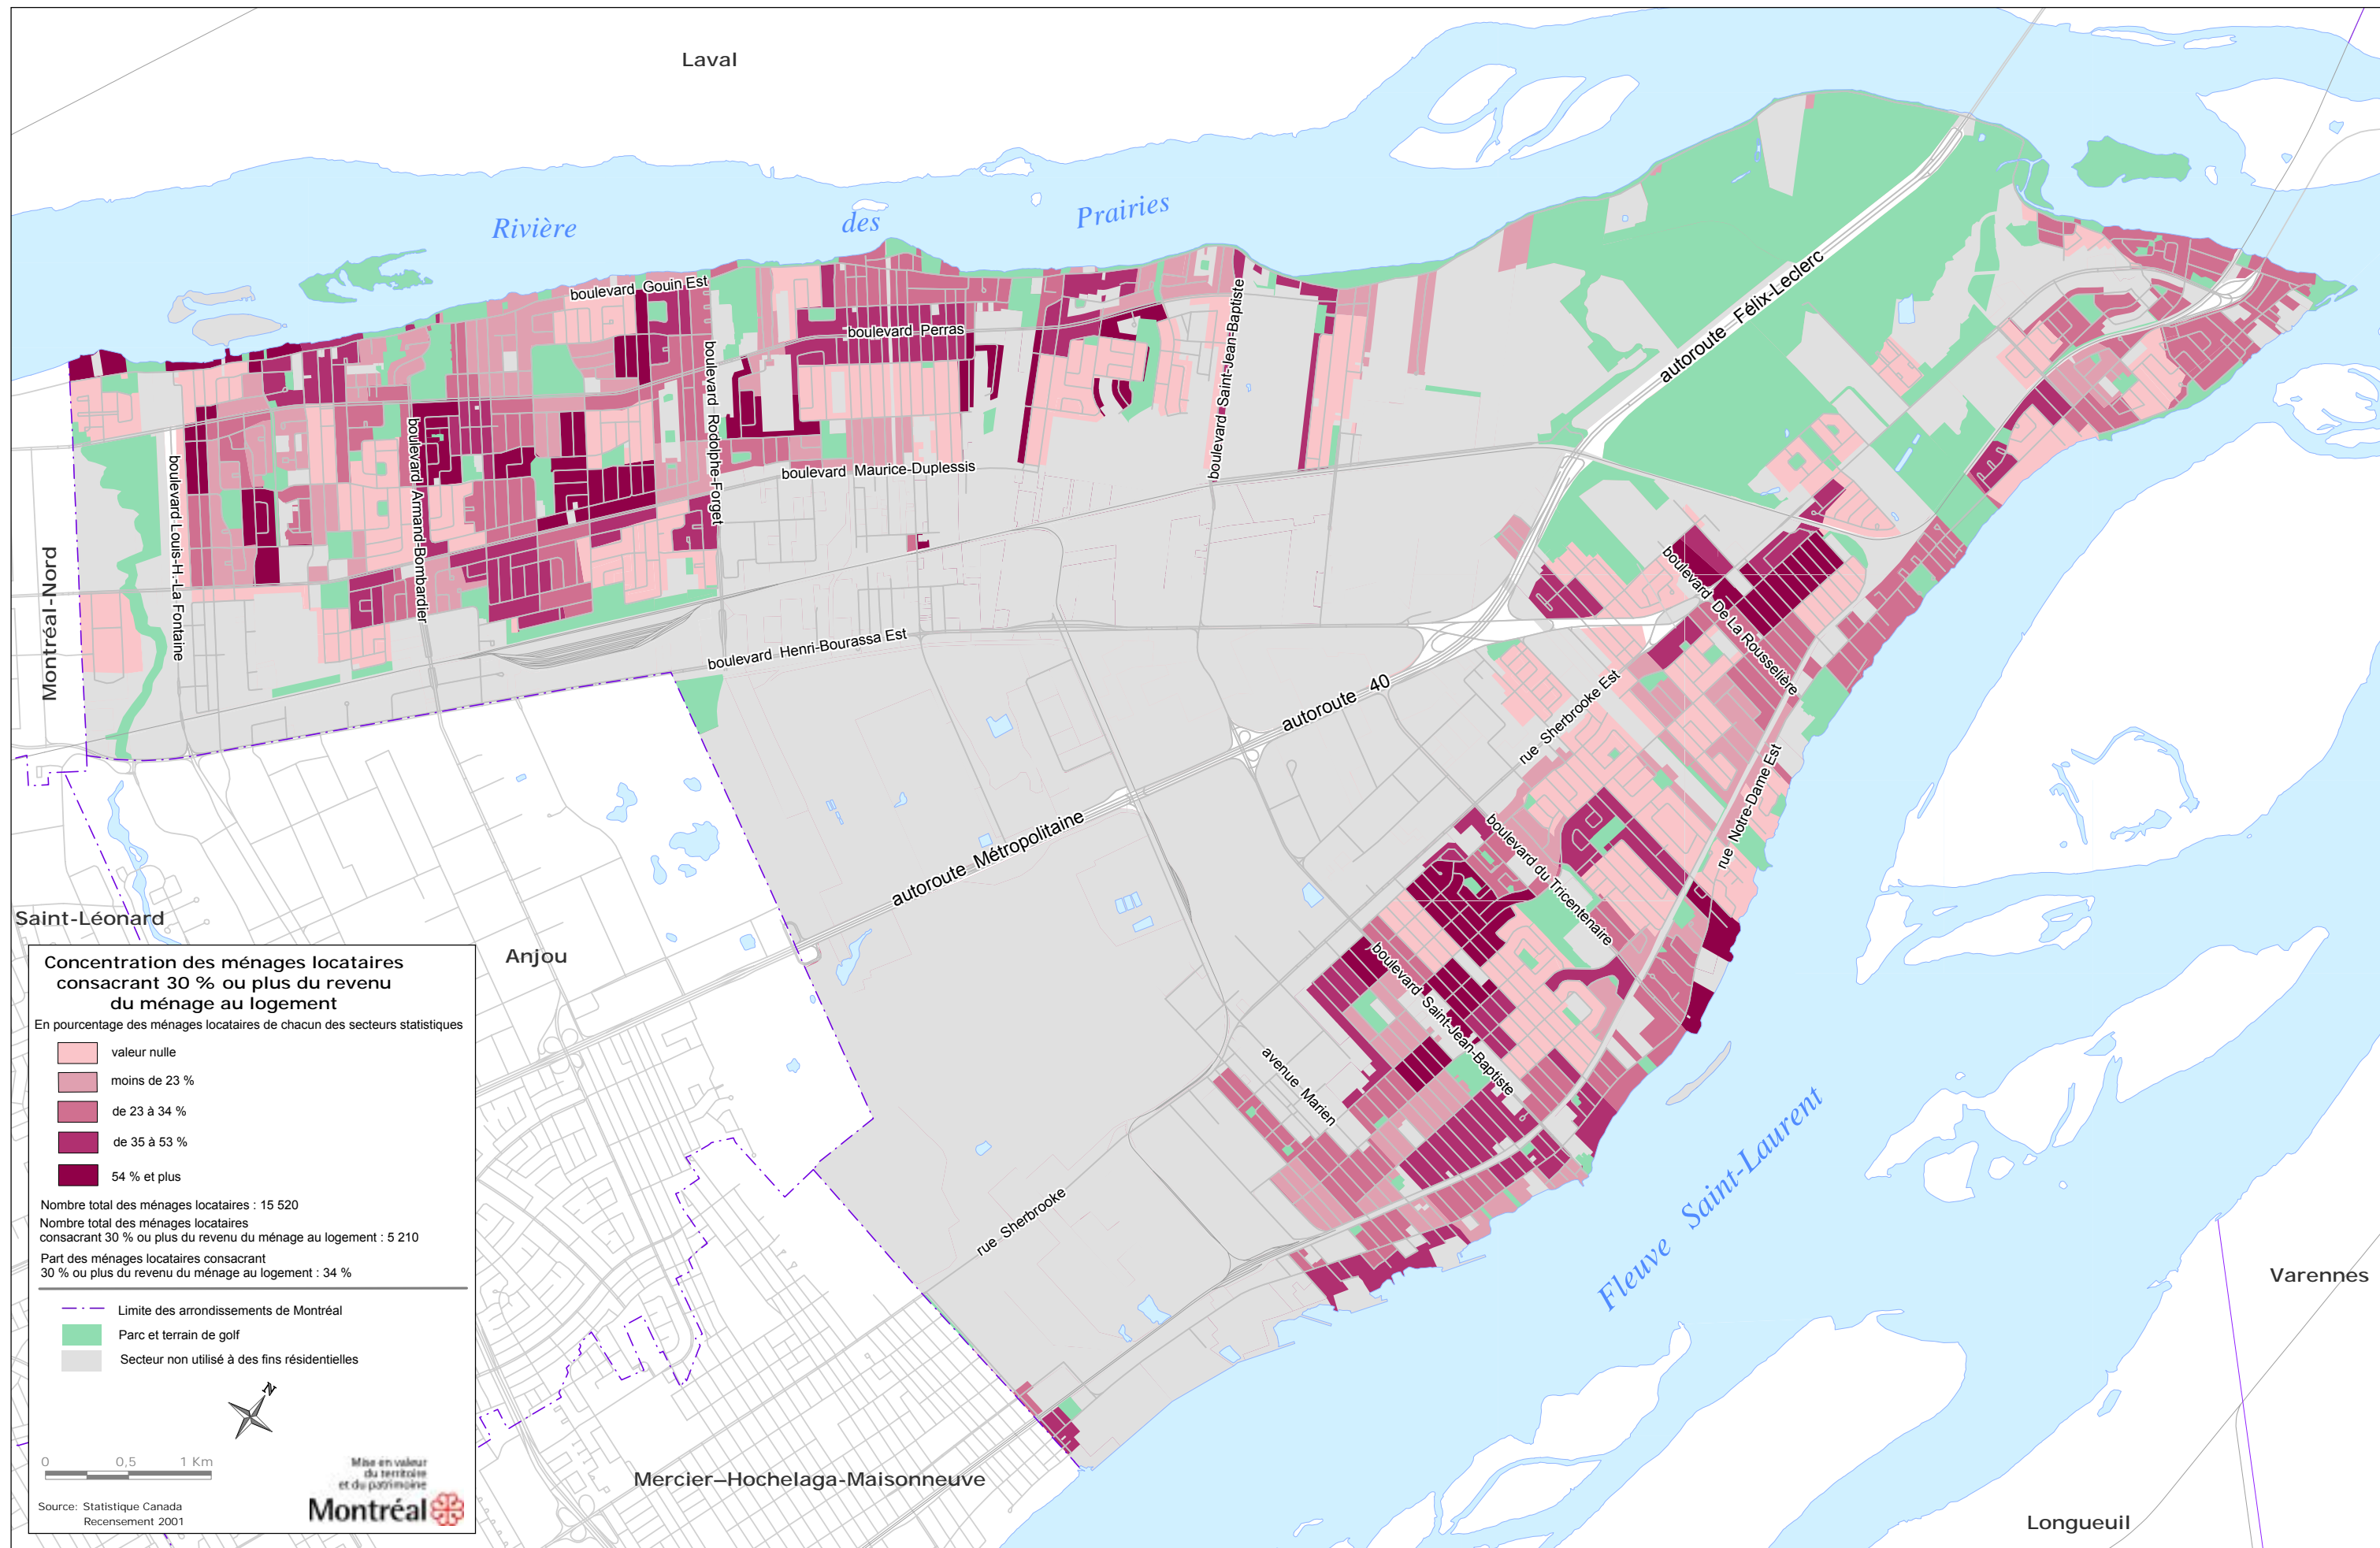 Laval
Rivière des Prairies
boulevard Gouin Est
boulevard Perras
boulevard Saint-Jean-Baptiste
autoroute Félix-Leclerc
boulevard Rodolphe-Forget
boulevard Maurice-Duplessis
boulevard Armand-Bombardier
boulevard Louis-H.-La Fontaine
Montréal-Nord
boulevard Henri-Bourassa Est
boulevard De La Rousselière
autoroute 40
rue Sherbrooke Est
rue Notre-Dame Est
autoroute Métropolitaine
boulevard du Tricentenaire
boulevard Saint-Jean-Baptiste
avenue Marien
Saint-Léonard
Anjou
rue Sherbrooke
Fleuve Saint-Laurent
Varennes
Mercier–Hochelaga-Maisonneuve
Longueuil
Concentration des ménages locataires
consacrant 30 % ou plus du revenu
du ménage au logement
En pourcentage des ménages locataires de chacun des secteurs statistiques
valeur nulle
moins de 23 %
de 23 à 34 %
de 35 à 53 %
54 % et plus
Nombre total des ménages locataires : 15 520
Nombre total des ménages locataires
consacrant 30 % ou plus du revenu du ménage au logement : 5 210
Part des ménages locataires consacrant
30 % ou plus du revenu du ménage au logement : 34 %
Limite des arrondissements de Montréal
Parc et terrain de golf
Secteur non utilisé à des fins résidentielles
N
0 0,5 1 Km
Mise en valeur
du territoire
et du patrimoine
Montréal
Source: Statistique Canada
Recensement 2001